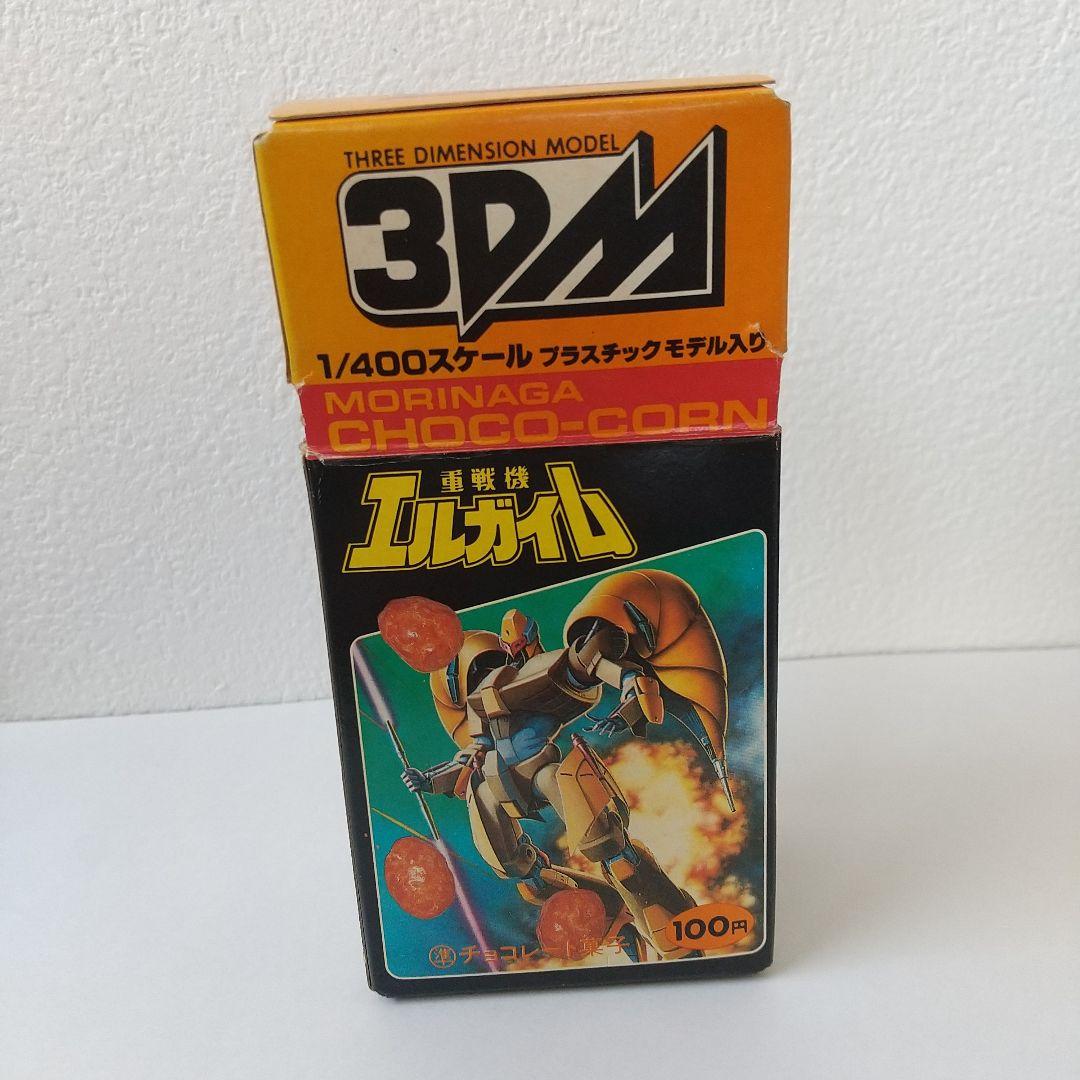 THREE DIMENSION MODEL
3DM
1/400スケール プラスチックモデル入り
MORINAGA
CHOCO-CORN
重戦機
エルガイム
100円
準チョコレート菓子